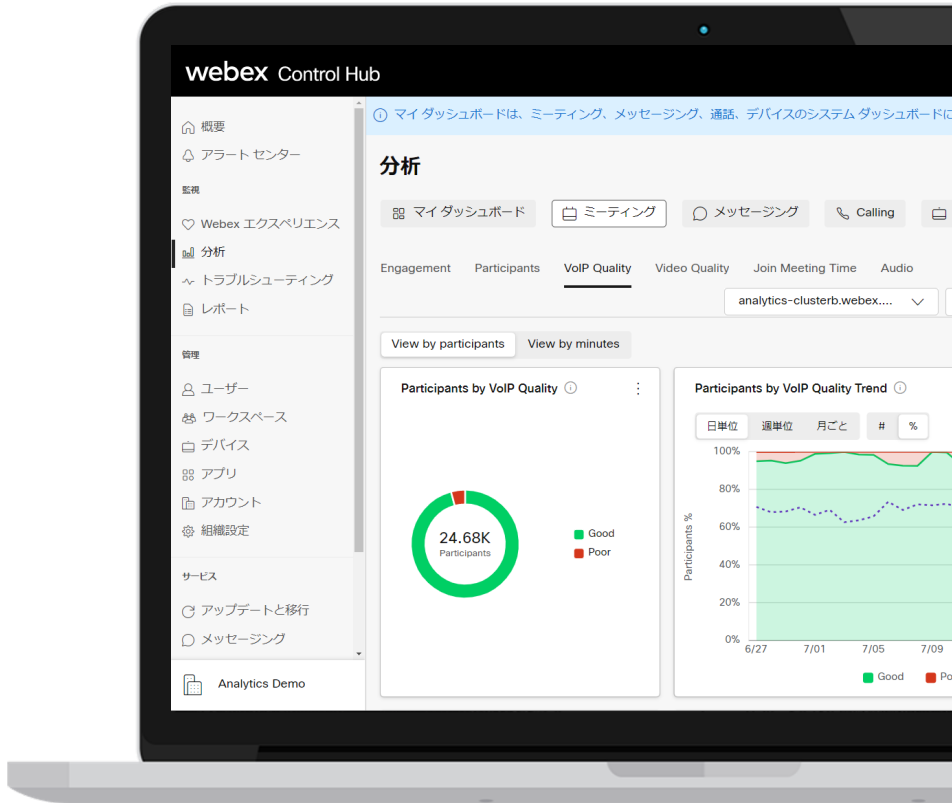 webex Control Hub
概要
アラート センター
監視
Webex エクスペリエンス
分析
トラブルシューティング
レポート
管理
ユーザー
ワークスペース
デバイス
アプリ
アカウント
組織設定
サービス
アップデートと移行
メッセージング
Analytics Demo
マイ ダッシュボードは、ミーティング、メッセージング、通話、デバイスのシステム ダッシュボードに
分析
マイ ダッシュボード ミーティング メッセージング Calling
Engagement Participants VoIP Quality Video Quality Join Meeting Time Audio
analytics-clusterb.webex....
View by participants View by minutes
Participants by VoIP Quality
24.68K
Participants
Good
Poor
Participants by VoIP Quality Trend
日単位 週単位 月ごと # %
100%
80%
60%
40%
20%
0%
Participants %
6/27 7/01 7/05 7/09
Good Po